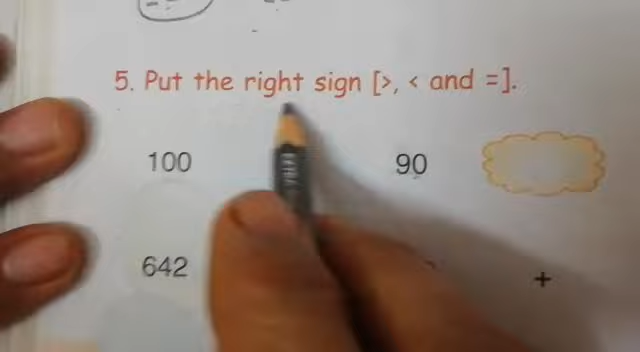 5. Put the right sign [>, < and =].
100 90
642 +